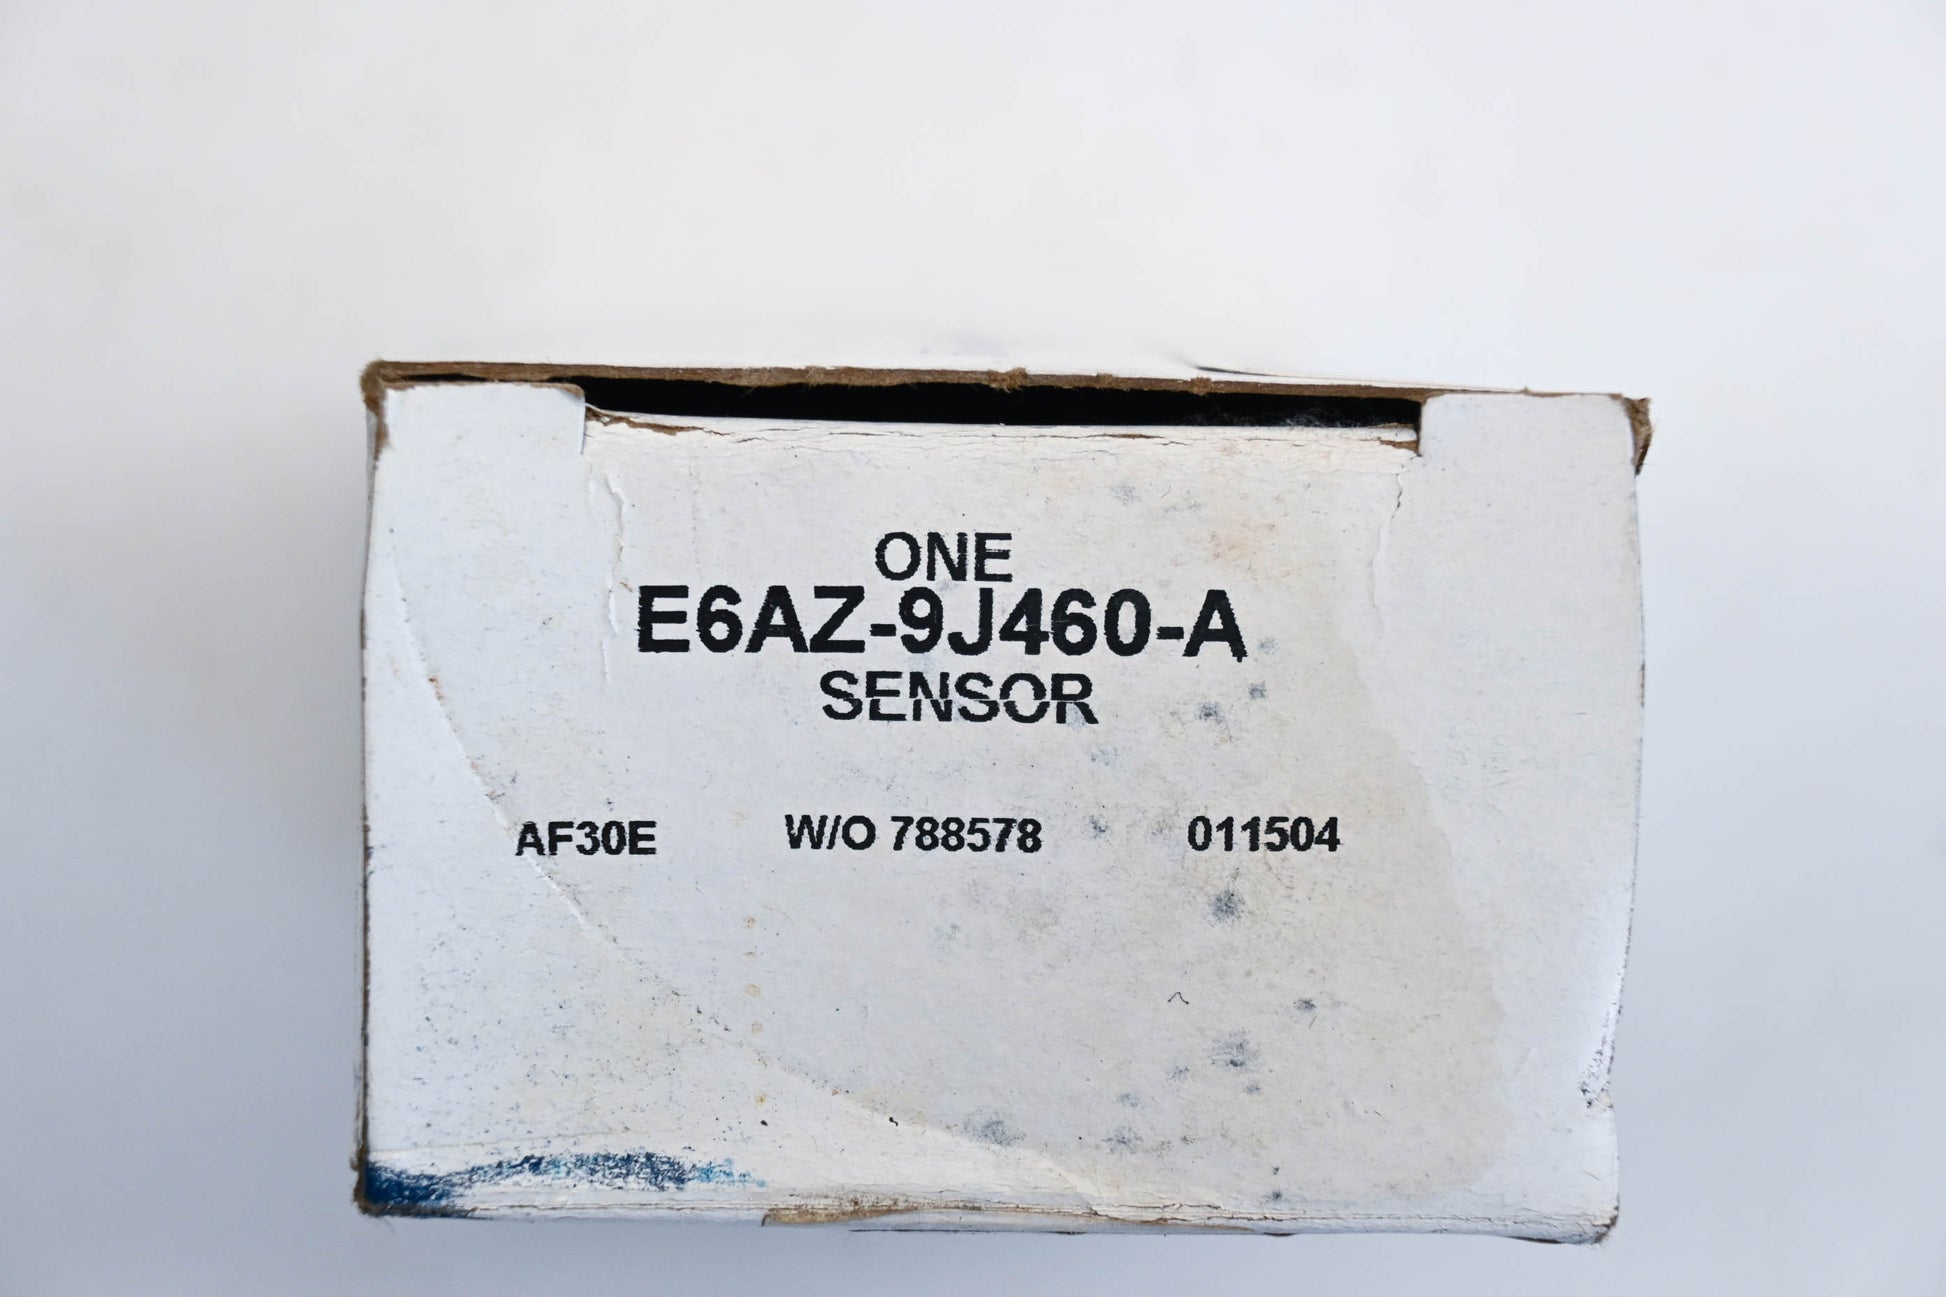 ONE
E6AZ-9J460-A
SENSOR
AF30E W/O 788578 011504